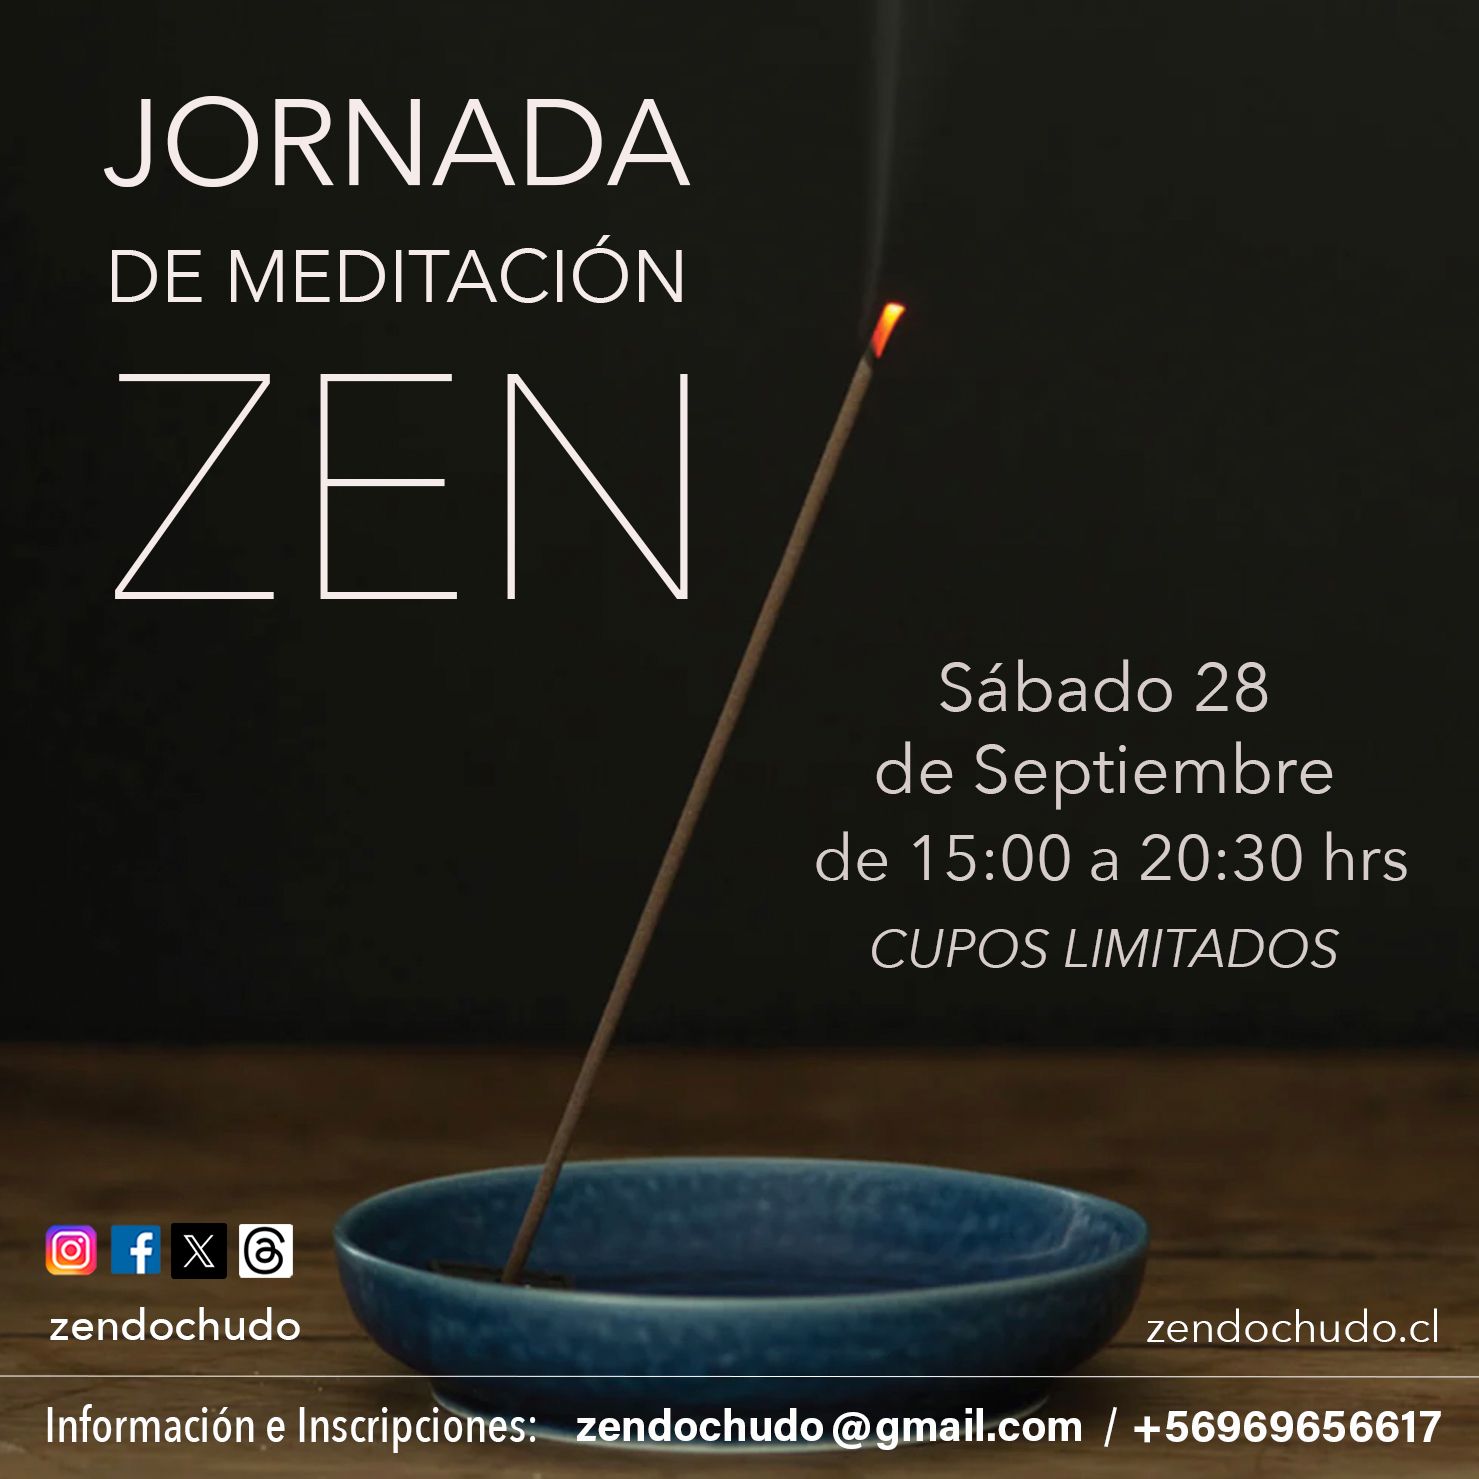 JORNADA
DE MEDITACIÓN
ZEN
Sábado 28
de Septiembre
de 15:00 a 20:30 hrs
CUPOS LIMITADOS
zendochudo
zendochudo.cl
Información e Inscripciones: zendochudo@gmail.com / +56969656617